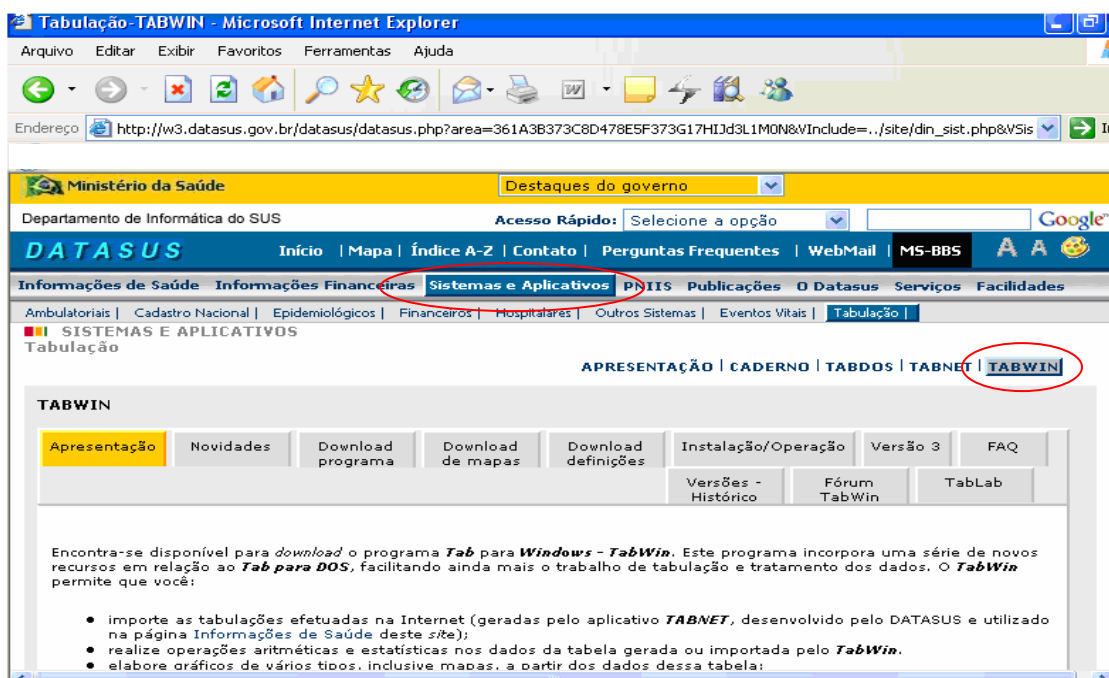 Tabulação-TABWIN - Microsoft Internet Explorer
Arquivo Editar Exibir Favoritos Ferramentas Ajuda
Endereço http://w3.datasus.gov.br/datasus/datasus.php?area=361A3B373C8D478E5F373G17HIJd3L1M0N&VInclude=../site/din_sist.php&VSis
Ministério da Saúde Destaques do governo
Departamento de Informática do SUS Acesso Rápido: Selecione a opção Google
DATASUS Início | Mapa | Índice A-Z | Contato | Perguntas Frequentes | WebMail | MS-BBS A A
Informações de Saúde Informações Financeiras Sistemas e Aplicativos PNIIS Publicações O Datasus Serviços Facilidades
Ambulatoriais | Cadastro Nacional | Epidemiológicos | Financeiros | Hospitalares | Outros Sistemas | Eventos Vitais | Tabulação |
SISTEMAS E APLICATIVOS
Tabulação
APRESENTAÇÃO | CADERNO | TABDOS | TABNET | TABWIN
TABWIN
Apresentação Novidades Download programa Download de mapas Download definições Instalação/Operação Versão 3 FAQ
Versões - Histórico Fórum TabWin TabLab
Encontra-se disponível para download o programa Tab para Windows - TabWin. Este programa incorpora uma série de novos
recursos em relação ao Tab para DOS, facilitando ainda mais o trabalho de tabulação e tratamento dos dados. O TabWin
permite que você:
• importe as tabulações efetuadas na Internet (geradas pelo aplicativo TABNET, desenvolvido pelo DATASUS e utilizado
na página Informações de Saúde deste site);
• realize operações aritméticas e estatísticas nos dados da tabela gerada ou importada pelo TabWin.
• elabore gráficos de vários tipos, inclusive mapas, a partir dos dados dessa tabela;